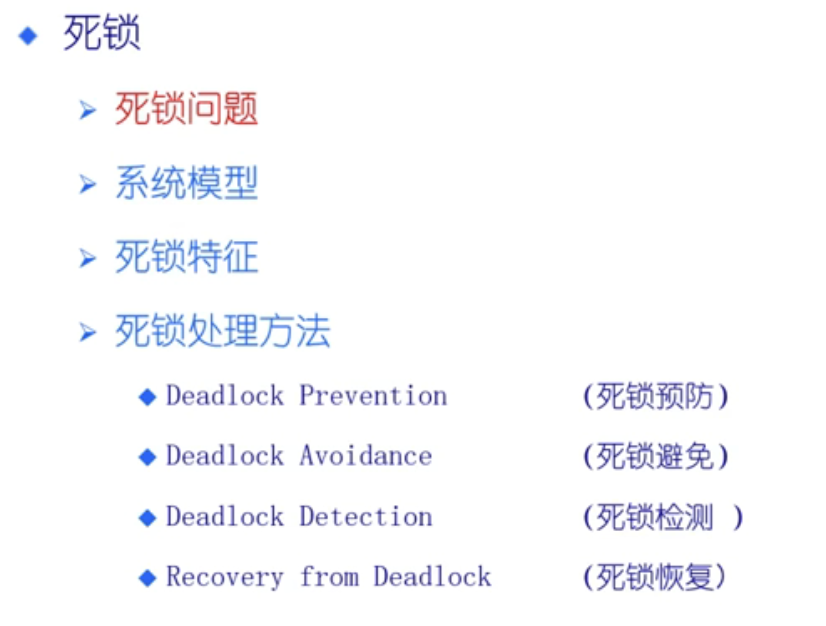 死锁
死锁问题
系统模型
死锁特征
死锁处理方法
Deadlock Prevention (死锁预防)
Deadlock Avoidance (死锁避免)
Deadlock Detection (死锁检测 )
Recovery from Deadlock (死锁恢复)